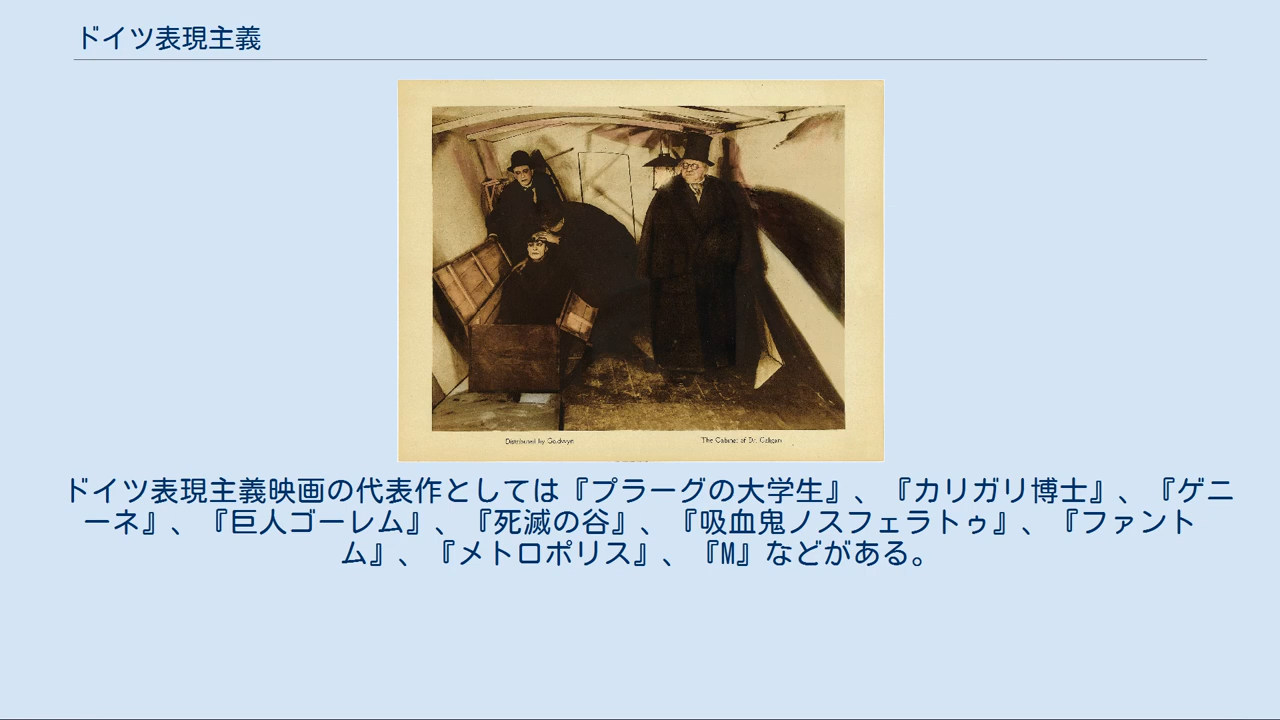 ドイツ表現主義
Distributed by Goldwyn
The Cabinet of Dr. Caligari
ドイツ表現主義映画の代表作としては『プラーグの大学生』、『カリガリ博士』、『ゲニ
ーネ』、『巨人ゴーレム』、『死滅の谷』、『吸血鬼ノスフェラトゥ』、『ファント
ム』、『メトロポリス』、『M』などがある。